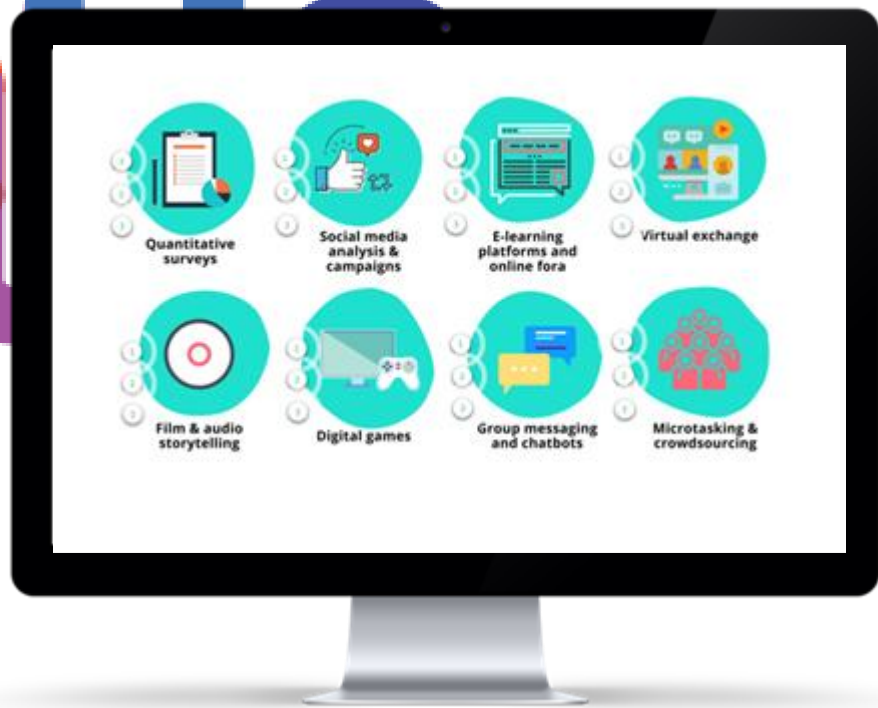 Quantitative
surveys
Social media
analysis &
campaigns
E-learning
platforms and
online fora
Virtual exchange
Film & audio
storytelling
Digital games
Group messaging
and chatbots
Microtasking &
crowdsourcing